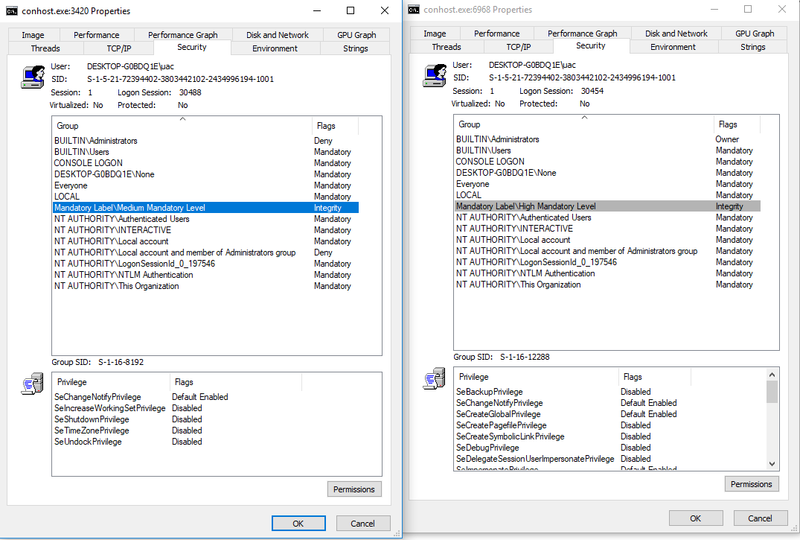 conhost.exe:3420 Properties
Image Performance Performance Graph Disk and Network GPU Graph
Threads TCP/IP Security Environment Strings
User: DESKTOP-G0BDQ1E\uac
SID: S-1-5-21-72394402-3803442102-2434996194-1001
Session: 1 Logon Session: 30488
Virtualized: No Protected: No
Group Flags
BUILTIN\Administrators Deny
BUILTIN\Users Mandatory
CONSOLE LOGON Mandatory
DESKTOP-G0BDQ1E\None Mandatory
Everyone Mandatory
LOCAL Mandatory
Mandatory Label\Medium Mandatory Level Integrity
NT AUTHORITY\Authenticated Users Mandatory
NT AUTHORITY\INTERACTIVE Mandatory
NT AUTHORITY\Local account Mandatory
NT AUTHORITY\Local account and member of Administrators group Deny
NT AUTHORITY\LogonSessionId_0_197546 Mandatory
NT AUTHORITY\NTLM Authentication Mandatory
NT AUTHORITY\This Organization Mandatory
Group SID: S-1-16-8192
Privilege Flags
SeChangeNotifyPrivilege Default Enabled
SeIncreaseWorkingSetPrivilege Disabled
SeShutdownPrivilege Disabled
SeTimeZonePrivilege Disabled
SeUndockPrivilege Disabled
Permissions
OK Cancel
conhost.exe:6968 Properties
Image Performance Performance Graph Disk and Network GPU Graph
Threads TCP/IP Security Environment Strings
User: DESKTOP-G0BDQ1E\uac
SID: S-1-5-21-72394402-3803442102-2434996194-1001
Session: 1 Logon Session: 30454
Virtualized: No Protected: No
Group Flags
BUILTIN\Administrators Owner
BUILTIN\Users Mandatory
CONSOLE LOGON Mandatory
DESKTOP-G0BDQ1E\None Mandatory
Everyone Mandatory
LOCAL Mandatory
Mandatory Label\High Mandatory Level Integrity
NT AUTHORITY\Authenticated Users Mandatory
NT AUTHORITY\INTERACTIVE Mandatory
NT AUTHORITY\Local account Mandatory
NT AUTHORITY\Local account and member of Administrators group Mandatory
NT AUTHORITY\LogonSessionId_0_197546 Mandatory
NT AUTHORITY\NTLM Authentication Mandatory
NT AUTHORITY\This Organization Mandatory
Group SID: S-1-16-12288
Privilege Flags
SeBackupPrivilege Disabled
SeChangeNotifyPrivilege Default Enabled
SeCreateGlobalPrivilege Default Enabled
SeCreatePagefilePrivilege Disabled
SeCreateSymbolicLinkPrivilege Disabled
SeDebugPrivilege Disabled
SeDelegateSessionUserImpersonatePrivilege Disabled
SeImpersonatePrivilege Default Enabled
Permissions
OK Cancel